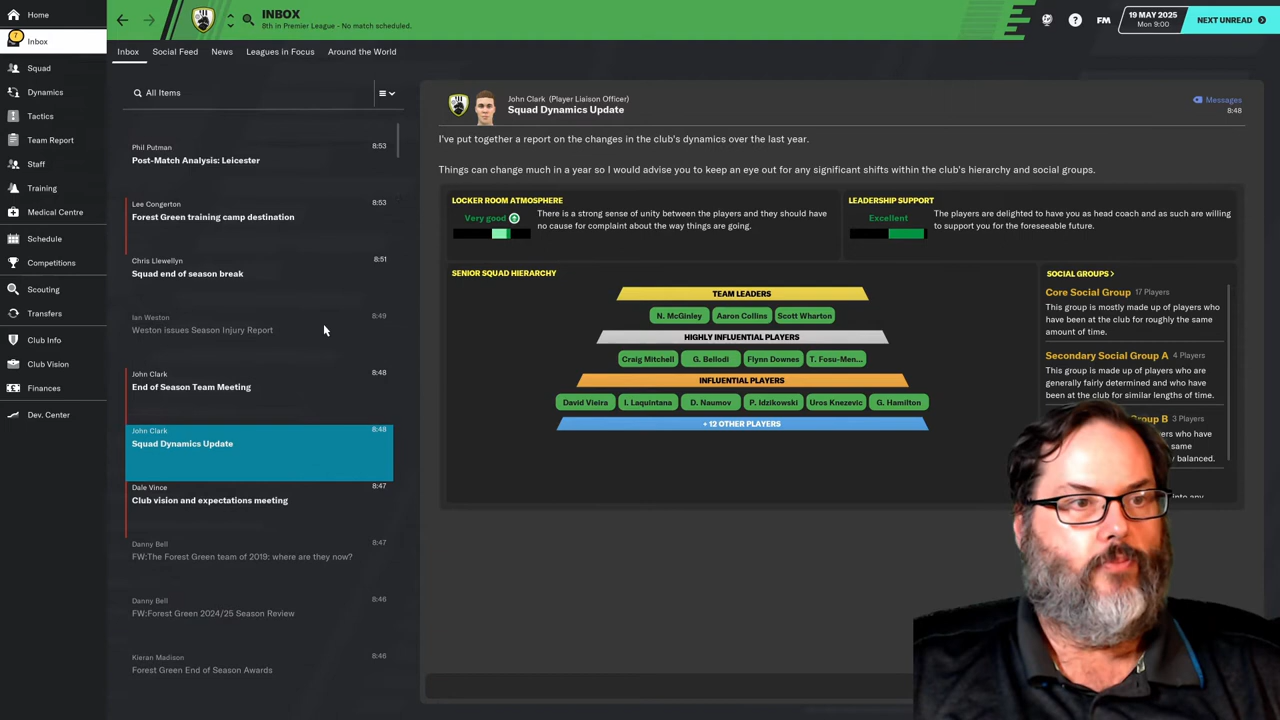 Home
7
Inbox
Squad
Dynamics
Tactics
Team Report
Staff
Training
Medical Centre
Schedule
Competitions
Scouting
Transfers
Club Info
Club Vision
Finances
Dev. Center
INBOX
8th in Premier League - No match scheduled.
?
FM
19 MAY 2025
Mon 9:00
NEXT UNREAD
Inbox
Social Feed
News
Leagues in Focus
Around the World
All Items
Phil Putman
8:53
Post-Match Analysis: Leicester
Lee Congerton
8:53
Forest Green training camp destination
Chris Llewellyn
8:51
Squad end of season break
Ian Weston
8:49
Weston issues Season Injury Report
John Clark
8:48
End of Season Team Meeting
John Clark
8:48
Squad Dynamics Update
Dale Vince
8:47
Club vision and expectations meeting
Danny Bell
8:47
FW:The Forest Green team of 2019: where are they now?
Danny Bell
8:46
FW:Forest Green 2024/25 Season Review
Kieran Madison
8:46
Forest Green End of Season Awards
John Clark (Player Liaison Officer)
Squad Dynamics Update
Messages
8:48
I've put together a report on the changes in the club's dynamics over the last year.
Things can change much in a year so I would advise you to keep an eye out for any significant shifts within the club's hierarchy and social groups.
LOCKER ROOM ATMOSPHERE
Very good
There is a strong sense of unity between the players and they should have
no cause for complaint about the way things are going.
LEADERSHIP SUPPORT
Excellent
The players are delighted to have you as head coach and as such are willing
to support you for the foreseeable future.
SENIOR SQUAD HIERARCHY
TEAM LEADERS
N. McGinley
Aaron Collins
Scott Wharton
HIGHLY INFLUENTIAL PLAYERS
Craig Mitchell
G. Bellodi
Flynn Downes
T. Fosu-Men...
INFLUENTIAL PLAYERS
David Vieira
I. Laquintana
D. Naumov
P. Idzikowski
Uros Knezevic
G. Hamilton
+ 12 OTHER PLAYERS
SOCIAL GROUPS >
Core Social Group 17 Players
This group is mostly made up of players who
have been at the club for roughly the same
amount of time.
Secondary Social Group A 4 Players
This group is made up of players who are
generally fairly determined and who have
been at the club for similar lengths of time.
Group B 3 Players
players who have
same
balanced.
into any